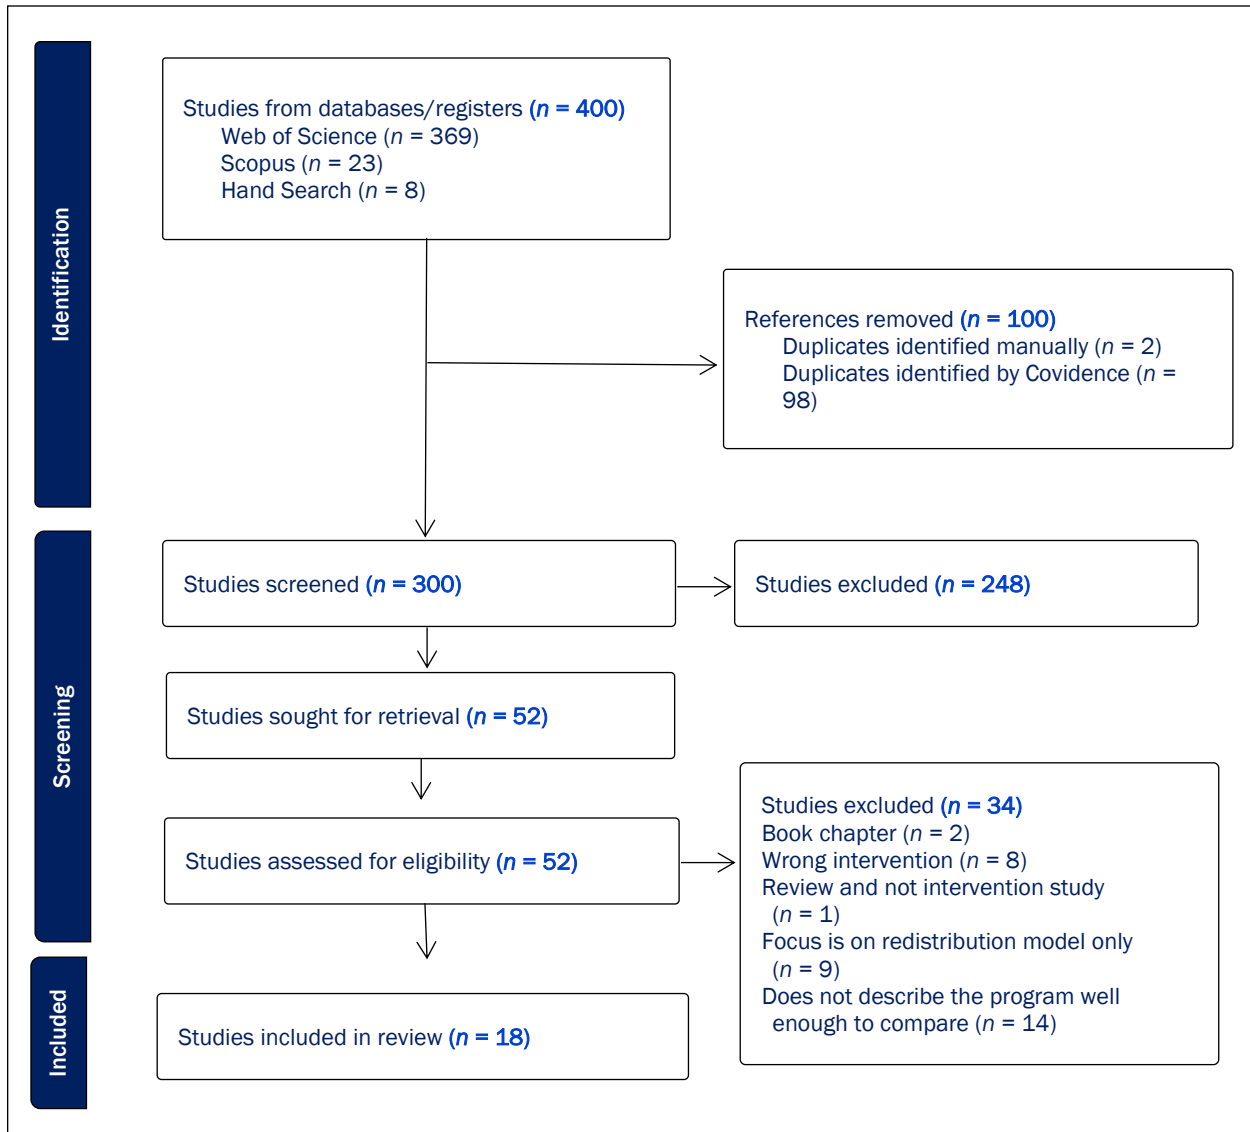 Identification
Studies from databases/registers (n = 400)
Web of Science (n = 369)
Scopus (n = 23)
Hand Search (n = 8)
References removed (n = 100)
Duplicates identified manually (n = 2)
Duplicates identified by Covidence (n =
98)
Screening
Studies screened (n = 300)
Studies excluded (n = 248)
Studies sought for retrieval (n = 52)
Studies assessed for eligibility (n = 52)
Studies excluded (n = 34)
Book chapter (n = 2)
Wrong intervention (n = 8)
Review and not intervention study
(n = 1)
Focus is on redistribution model only
(n = 9)
Does not describe the program well
enough to compare (n = 14)
Included
Studies included in review (n = 18)